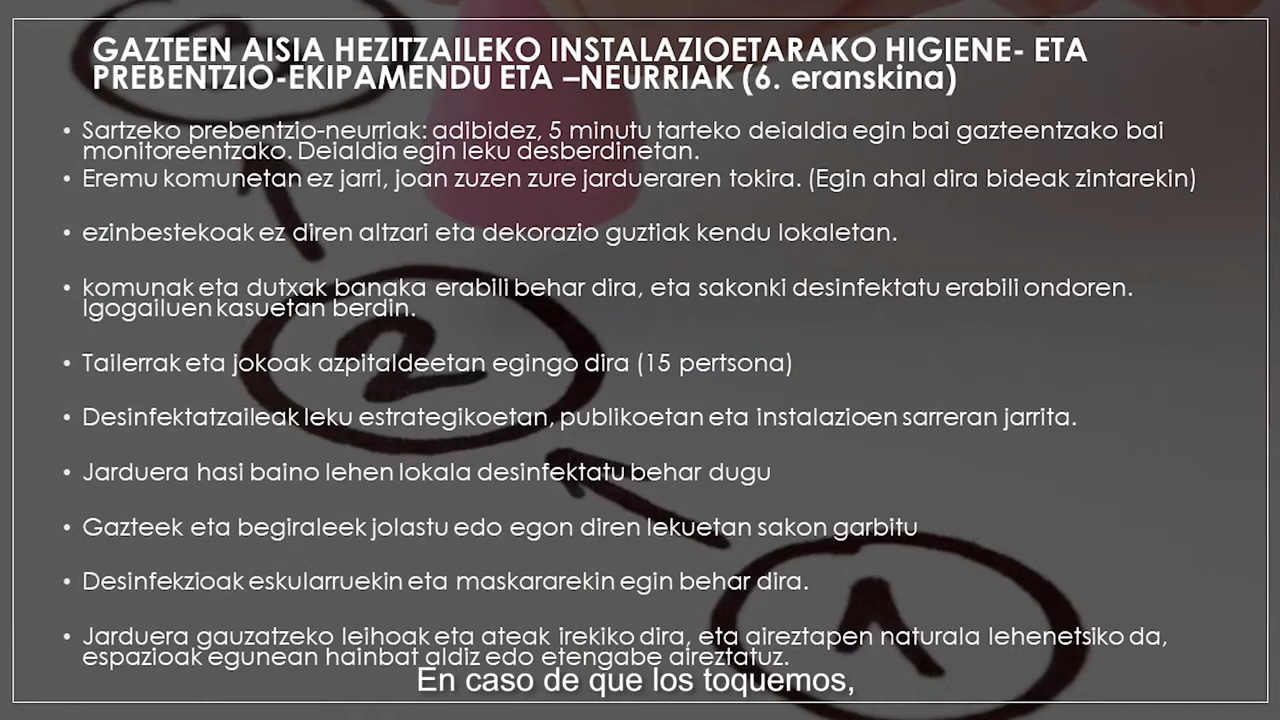 GAZTEEN AISIA HEZITZAILEKO INSTALAZIOETARAKO HIGIENE- ETA
PREBENTZIO-EKIPAMENDU ETA –NEURRIAK (6. eranskina)
• Sartzeko prebentzio-neurriak: adibidez, 5 minutu tarteko deialdia egin bai gazteentzako bai
monitoreentzako. Deialdia egin leku desberdinetan.
• Eremu komunetan ez jarri, joan zuzen zure jardueraren tokira. (Egin ahal dira bideak zintarekin)
• ezinbestekoak ez diren altzari eta dekorazio guztiak kendu lokaletan.
• komunak eta dutxak banaka erabili behar dira, eta sakonki desinfektatu erabili ondoren.
Igogailuen kasuetan berdin.
• Tailerrak eta jokoak azpitaldeetan egingo dira (15 pertsona)
• Desinfektatzaileak leku estrategikoetan, publikoetan eta instalazioen sarreran jarrita.
• Jarduera hasi baino lehen lokala desinfektatu behar dugu
• Gazteek eta begiraleek jolastu edo egon diren lekuetan sakon garbitu
• Desinfekzioak eskularruekin eta maskararekin egin behar dira.
• Jarduera gauzatzeko leihoak eta ateak irekiko dira, eta aireztapen naturala lehenetsiko da,
espazioak egunean hainbat aldiz edo etengabe aireztatuz.
En caso de que los toquemos,
2
1